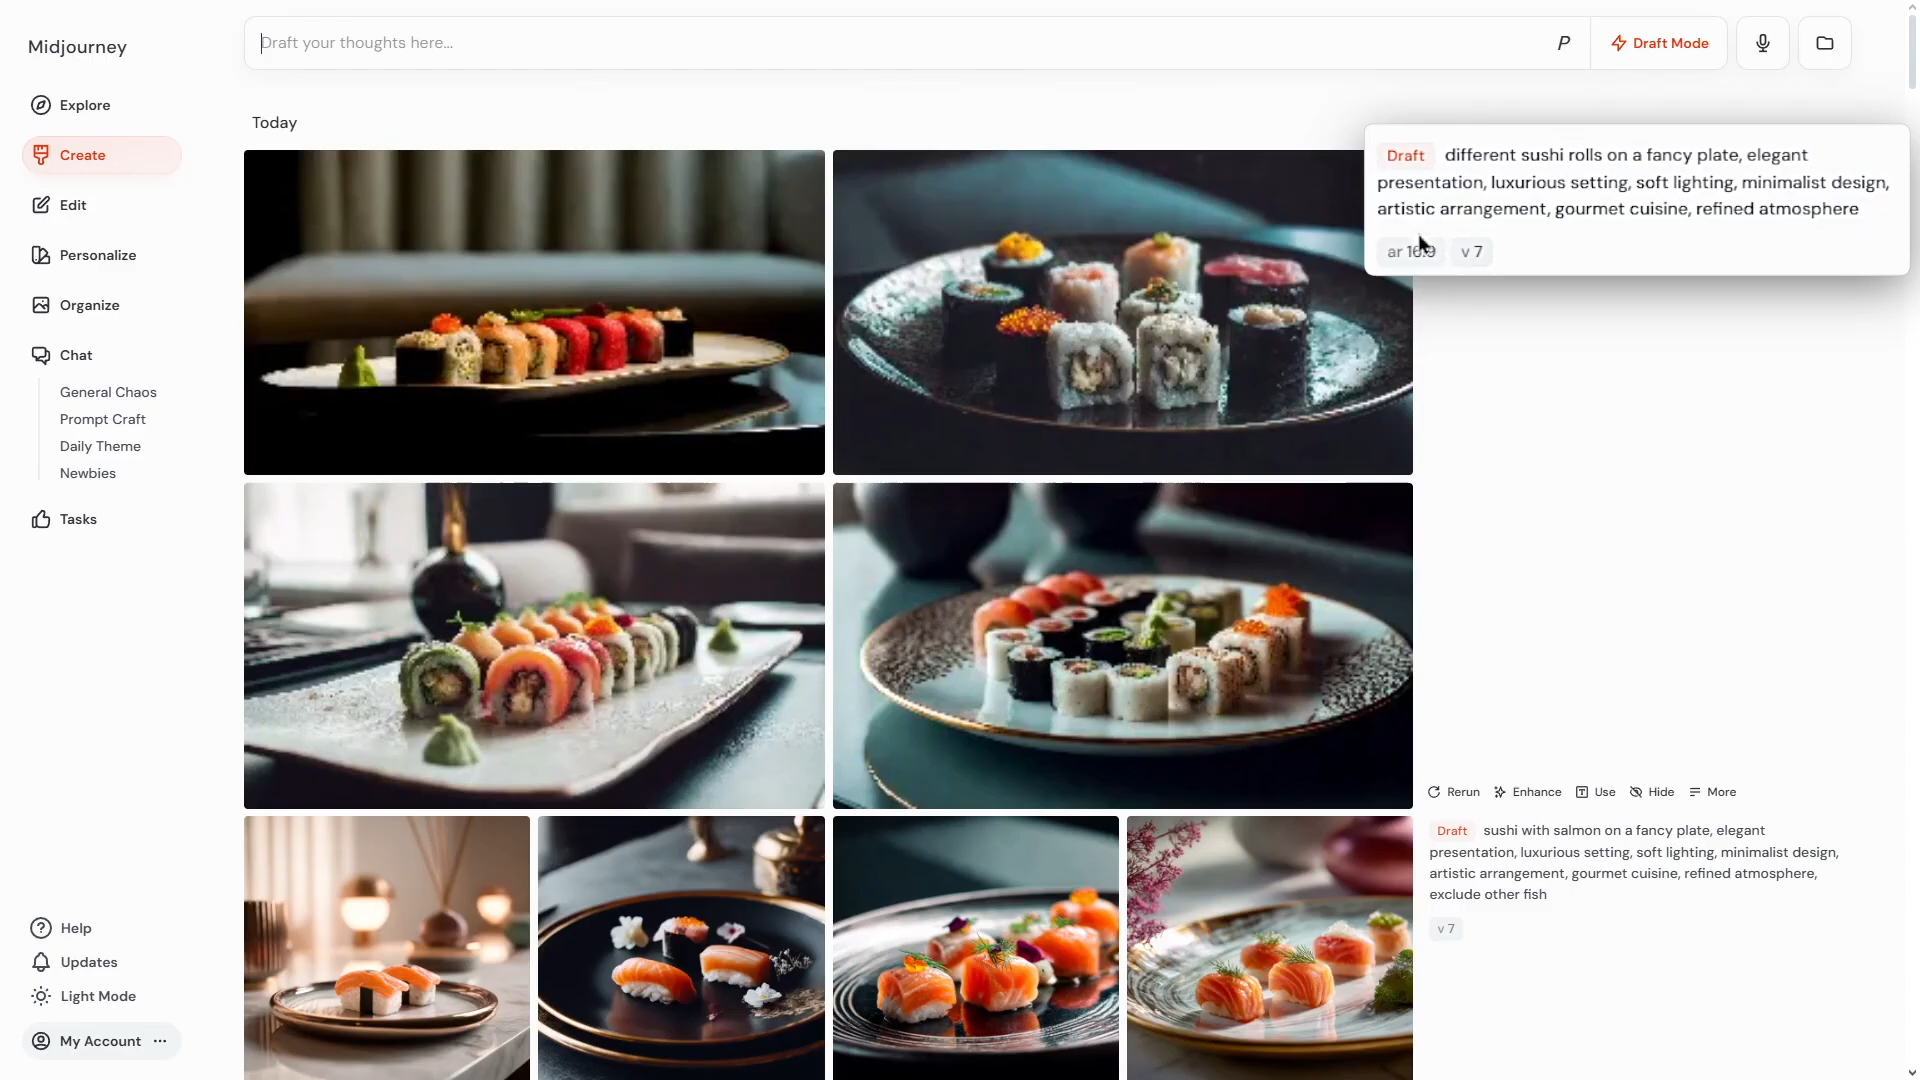 Midjourney
Draft your thoughts here...
P
Draft Mode
Explore
Create
Edit
Personalize
Organize
Chat
General Chaos
Prompt Craft
Daily Theme
Newbies
Tasks
Help
Updates
Light Mode
My Account ...
Today
Draft different sushi rolls on a fancy plate, elegant
presentation, luxurious setting, soft lighting, minimalist design,
artistic arrangement, gourmet cuisine, refined atmosphere
ar 16:9 v 7
Rerun Enhance Use Hide More
Draft sushi with salmon on a fancy plate, elegant
presentation, luxurious setting, soft lighting, minimalist design,
artistic arrangement, gourmet cuisine, refined atmosphere,
exclude other fish
v 7